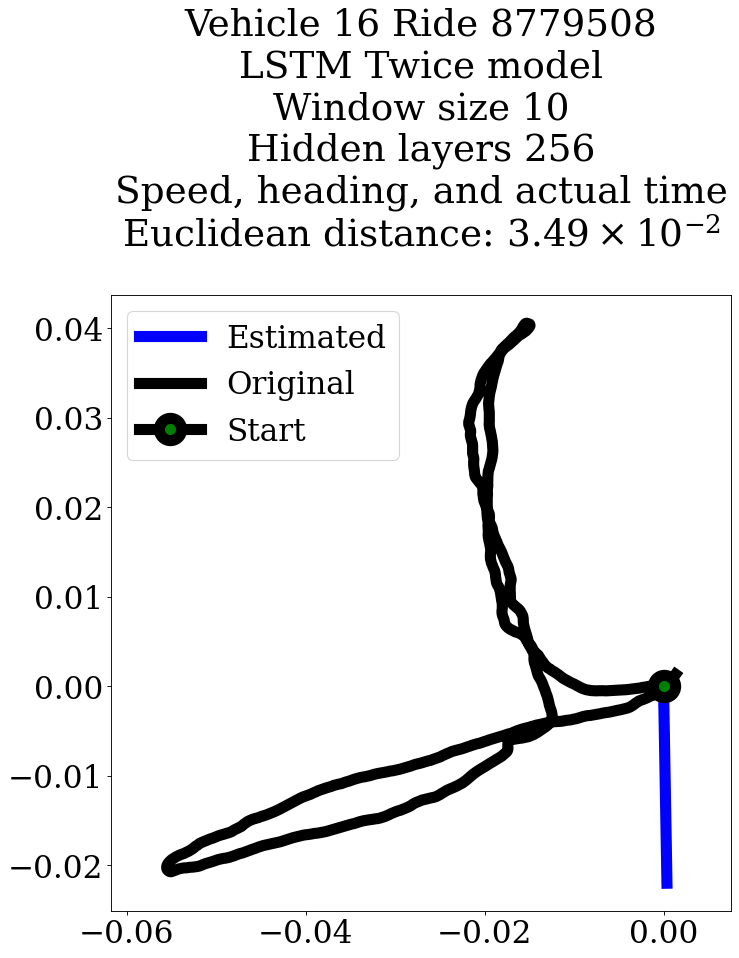 Vehicle 16 Ride 8779508
LSTM Twice model
Window size 10
Hidden layers 256
Speed, heading, and actual time
Euclidean distance: 3.49 × 10⁻²
Estimated
Original
Start
0.04
0.03
0.02
0.01
0.00
−0.01
−0.02
−0.06 −0.04 −0.02 0.00